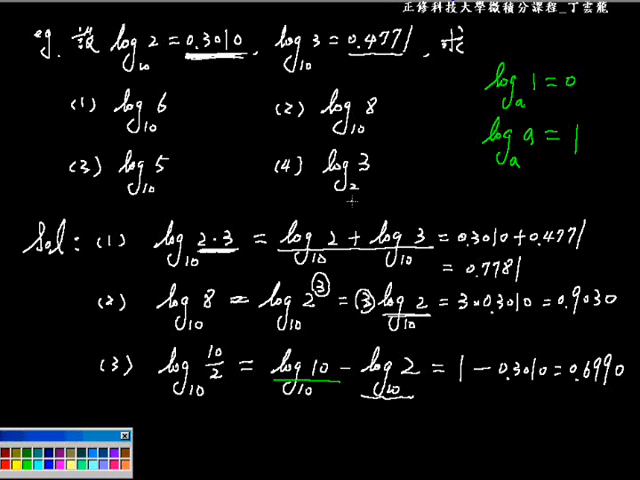 正修科技大學微積分課程_丁雲龍
eg. 設 log₁₀ 2 = 0.3010, log₁₀ 3 = 0.4771, 求
(1) log₁₀ 6 (2) log₁₀ 8
(3) log₁₀ 5 (4) log₂ 3
logₐ 1 = 0
logₐ a = 1
Sol: (1) log₁₀ 2·3 = log₁₀ 2 + log₁₀ 3 = 0.3010 + 0.4771
= 0.7781
(2) log₁₀ 8 = log₁₀ 2³ = 3 log₁₀ 2 = 3×0.3010 = 0.9030
(3) log₁₀ 10/2 = log₁₀ 10 − log₁₀ 2 = 1 − 0.3010 = 0.6990